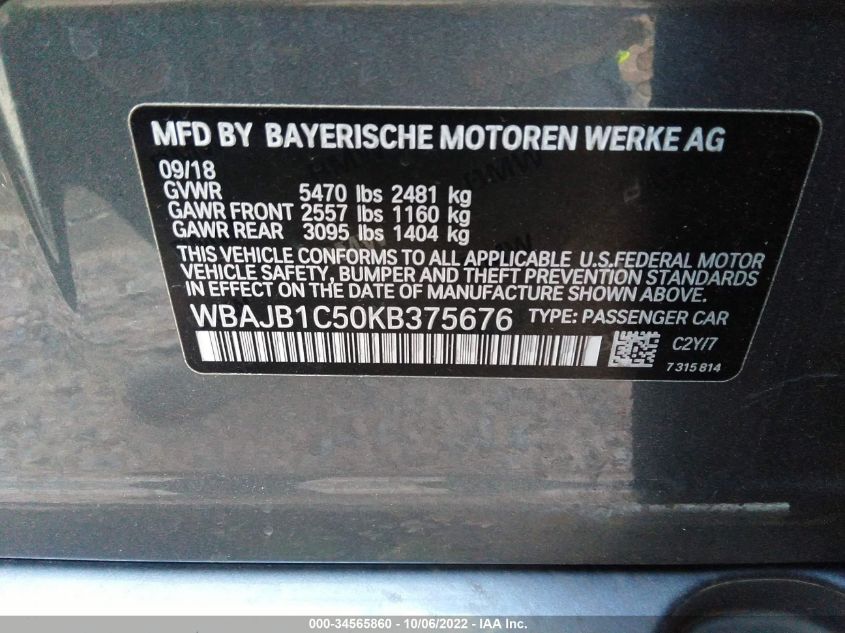 MFD BY BAYERISCHE MOTOREN WERKE AG
09/18
GVWR 5470 lbs 2481 kg
GAWR FRONT 2557 lbs 1160 kg
GAWR REAR 3095 lbs 1404 kg
THIS VEHICLE CONFORMS TO ALL APPLICABLE U.S.FEDERAL MOTOR
VEHICLE SAFETY, BUMPER AND THEFT PREVENTION STANDARDS
IN EFFECT ON THE DATE OF MANUFACTURE SHOWN ABOVE.
WBAJB1C50KB375676 TYPE: PASSENGER CAR
C2Y/7
7 315 814
000-34565860 - 10/06/2022 - IAA Inc.